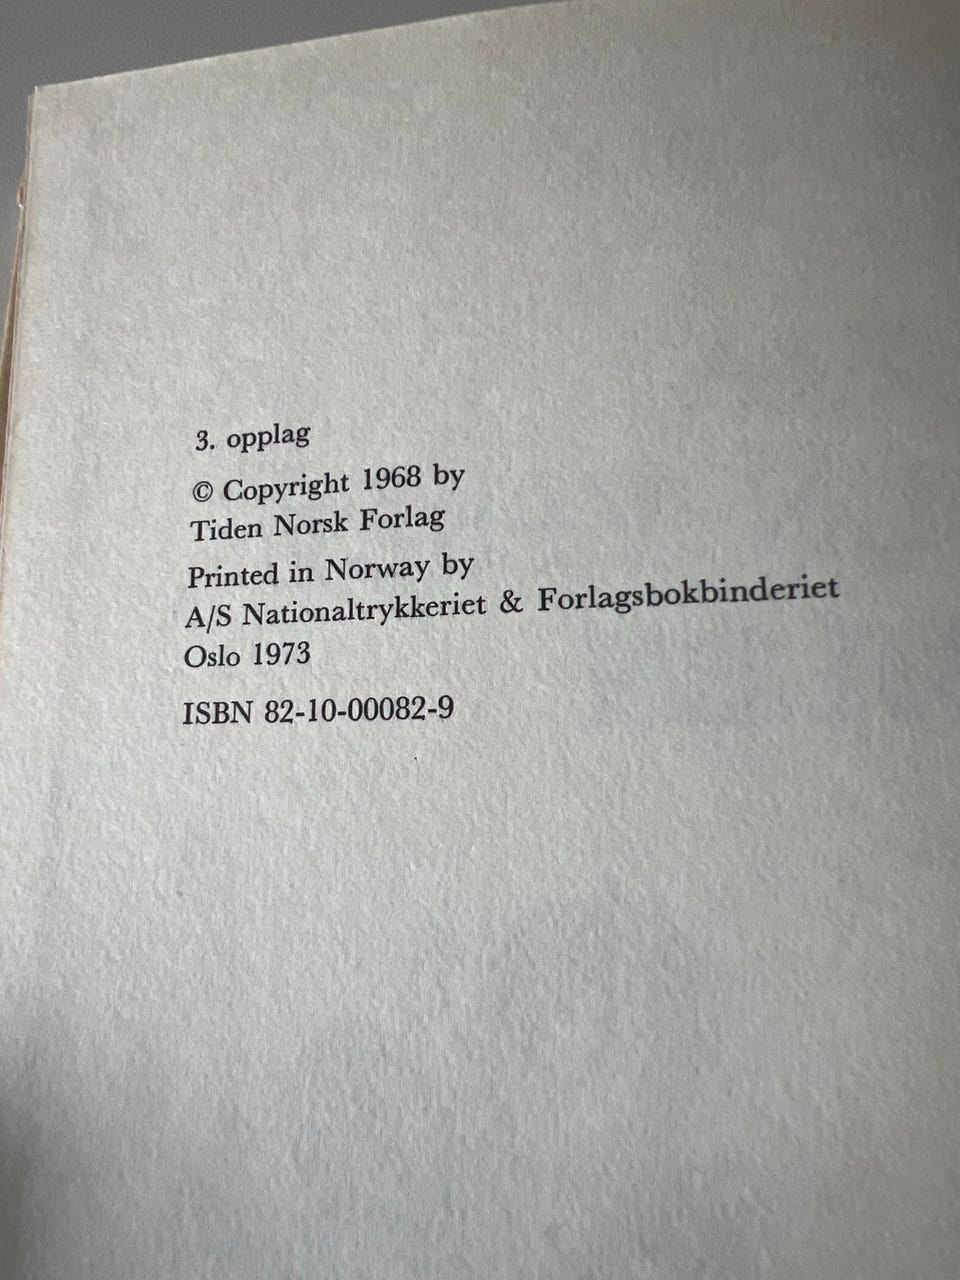 3. opplag
© Copyright 1968 by
Tiden Norsk Forlag
Printed in Norway by
A/S Nationaltrykkeriet & Forlagsbokbinderiet
Oslo 1973
ISBN 82-10-00082-9